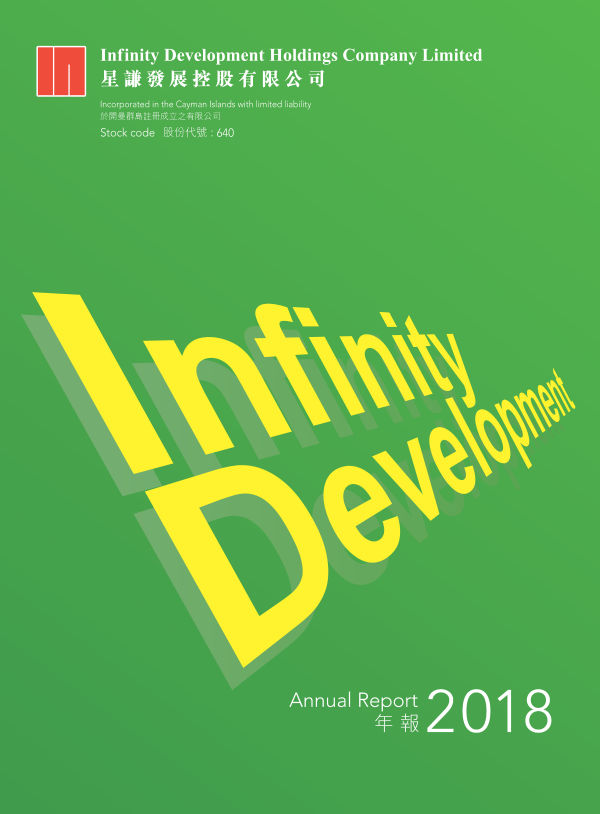 Infinity Development Holdings Company Limited
星謙發展控股有限公司
Incorporated in the Cayman Islands with limited liability
於開曼群島註冊成立之有限公司
Stock code 股份代號 : 640
Infinity
Development
Annual Report
年報
2018